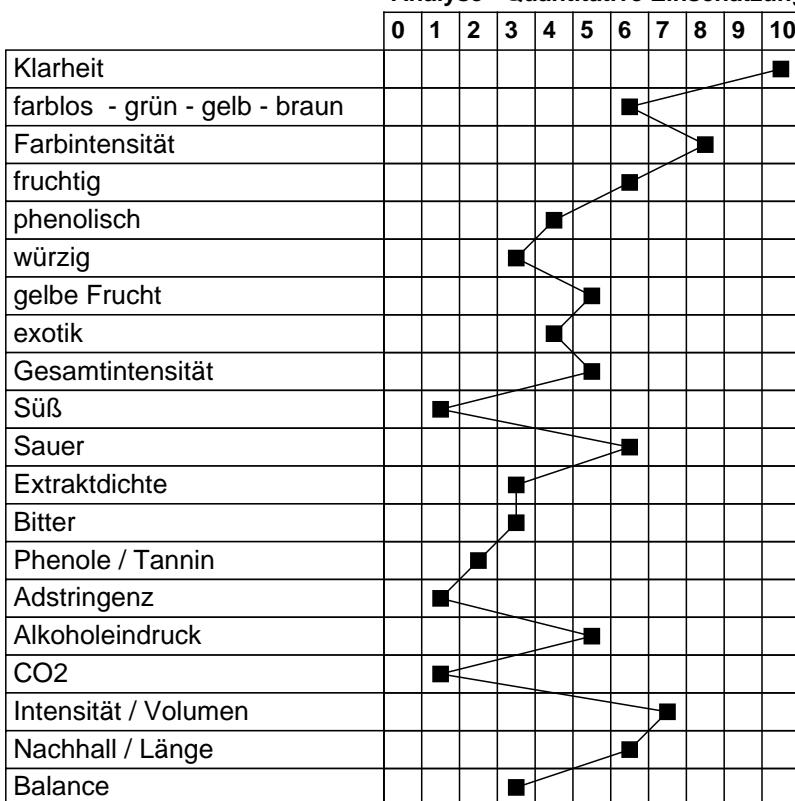 0 1 2 3 4 5 6 7 8 9 10
Klarheit
farblos - grün - gelb - braun
Farbintensität
fruchtig
phenolisch
würzig
gelbe Frucht
exotik
Gesamtintensität
Süß
Sauer
Extraktdichte
Bitter
Phenole / Tannin
Adstringenz
Alkoholeindruck
CO2
Intensität / Volumen
Nachhall / Länge
Balance